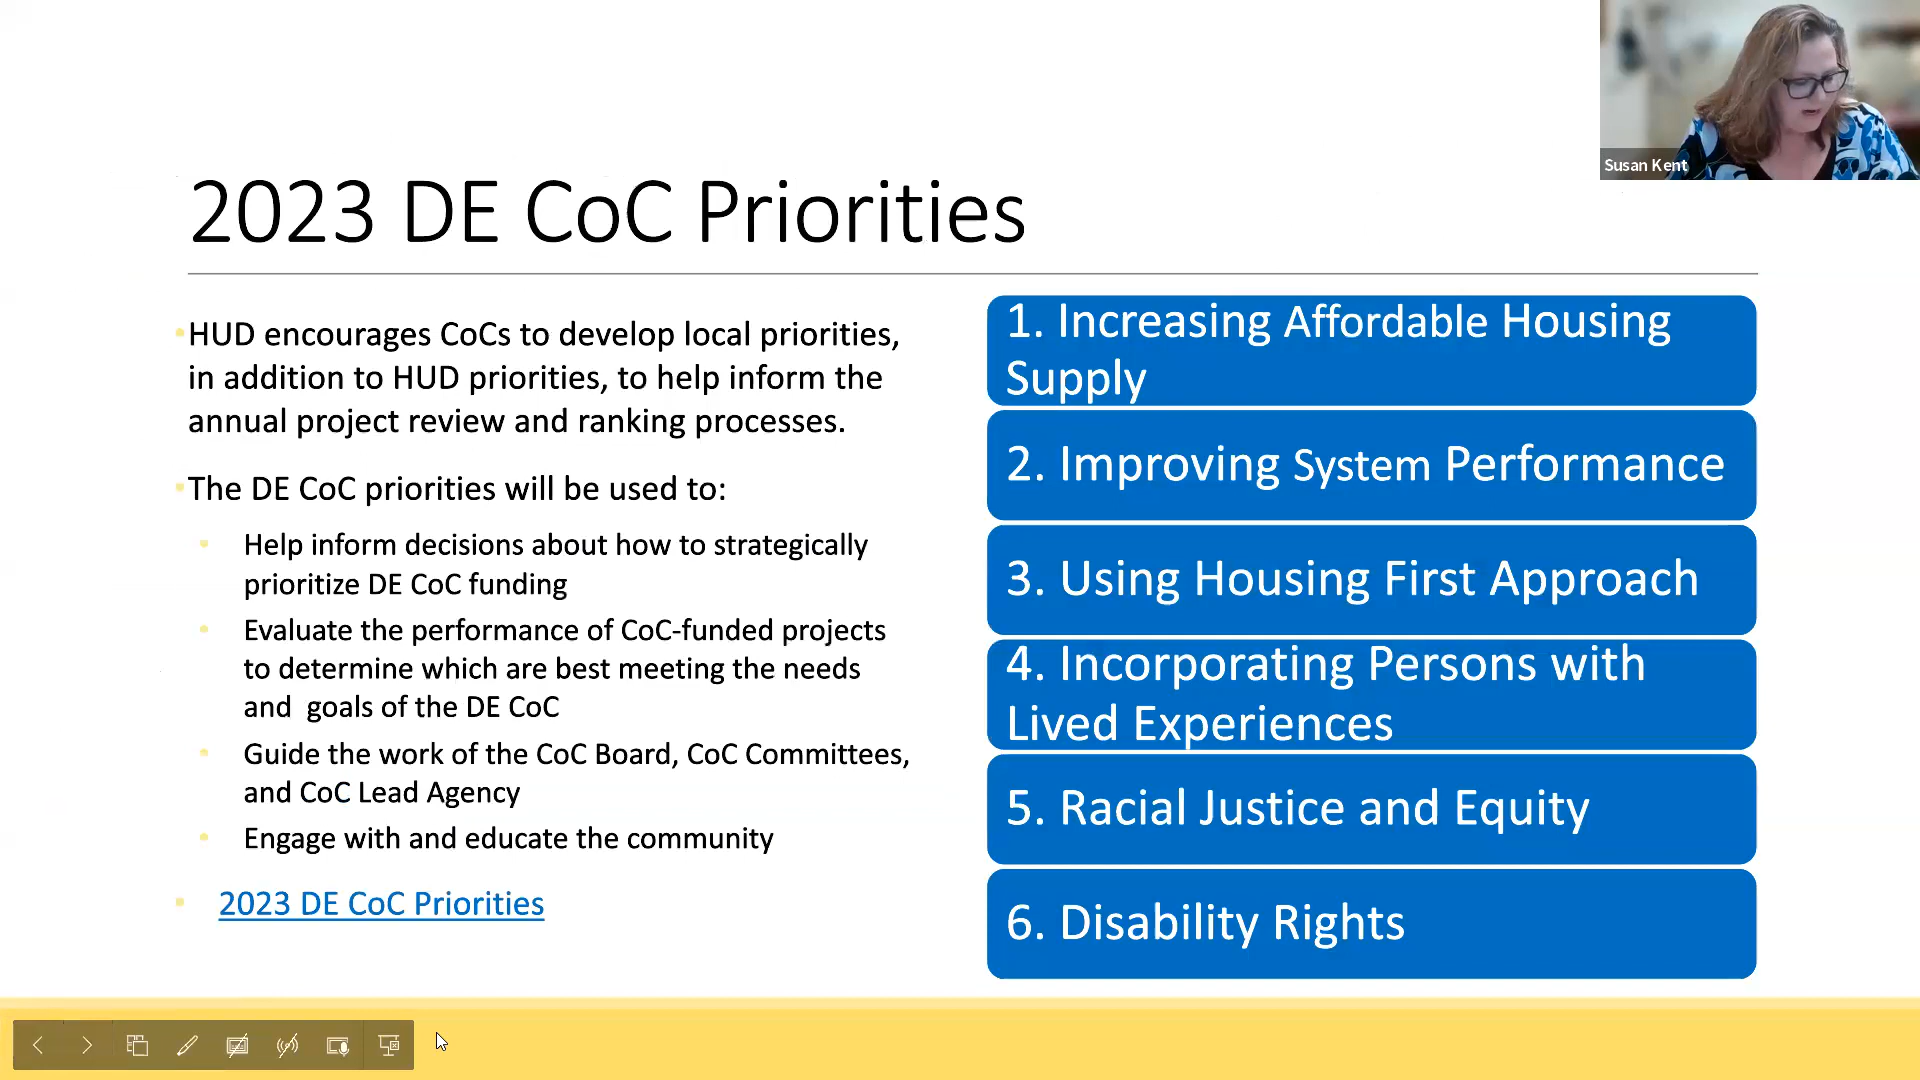 Susan Kent
2023 DE CoC Priorities
HUD encourages CoCs to develop local priorities,
in addition to HUD priorities, to help inform the
annual project review and ranking processes.
The DE CoC priorities will be used to:
Help inform decisions about how to strategically
prioritize DE CoC funding
Evaluate the performance of CoC-funded projects
to determine which are best meeting the needs
and goals of the DE CoC
Guide the work of the CoC Board, CoC Committees,
and CoC Lead Agency
Engage with and educate the community
2023 DE CoC Priorities
1. Increasing Affordable Housing
Supply
2. Improving System Performance
3. Using Housing First Approach
4. Incorporating Persons with
Lived Experiences
5. Racial Justice and Equity
6. Disability Rights